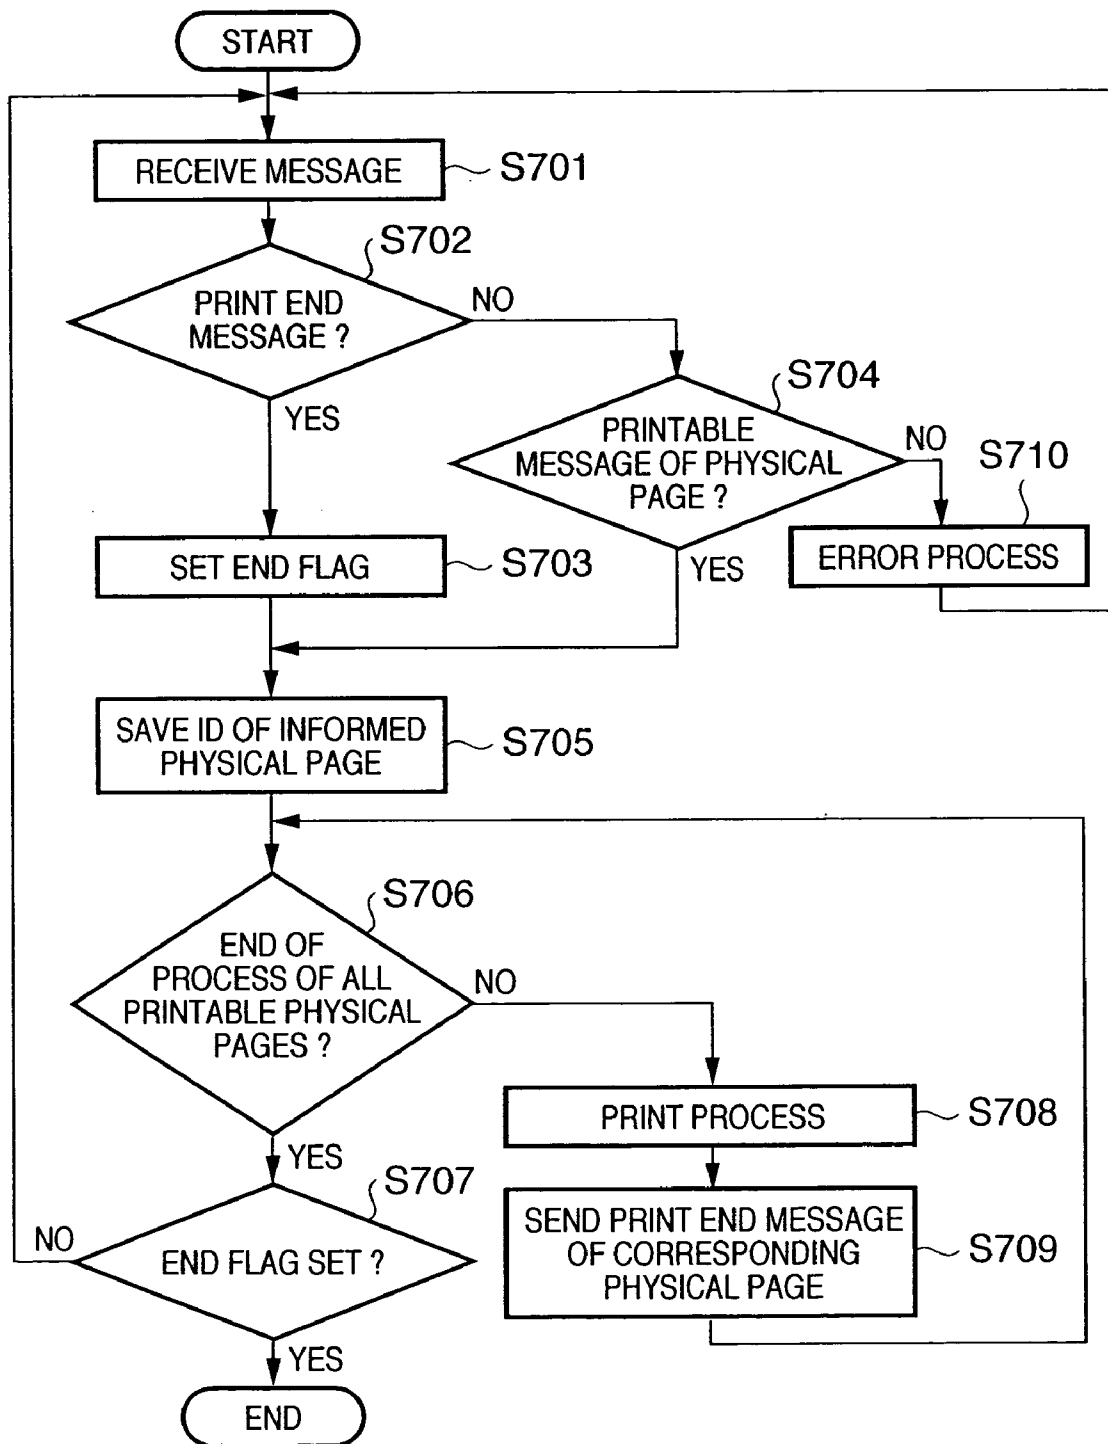 START
RECEIVE MESSAGE
S701
S702
PRINT END
MESSAGE ?
NO
YES
S704
PRINTABLE
MESSAGE OF PHYSICAL
PAGE ?
NO
YES
S710
ERROR PROCESS
SET END FLAG
S703
SAVE ID OF INFORMED
PHYSICAL PAGE
S705
S706
END OF
PROCESS OF ALL
PRINTABLE PHYSICAL
PAGES ?
NO
YES
PRINT PROCESS
S708
SEND PRINT END MESSAGE
OF CORRESPONDING
PHYSICAL PAGE
S709
S707
END FLAG SET ?
NO
YES
END